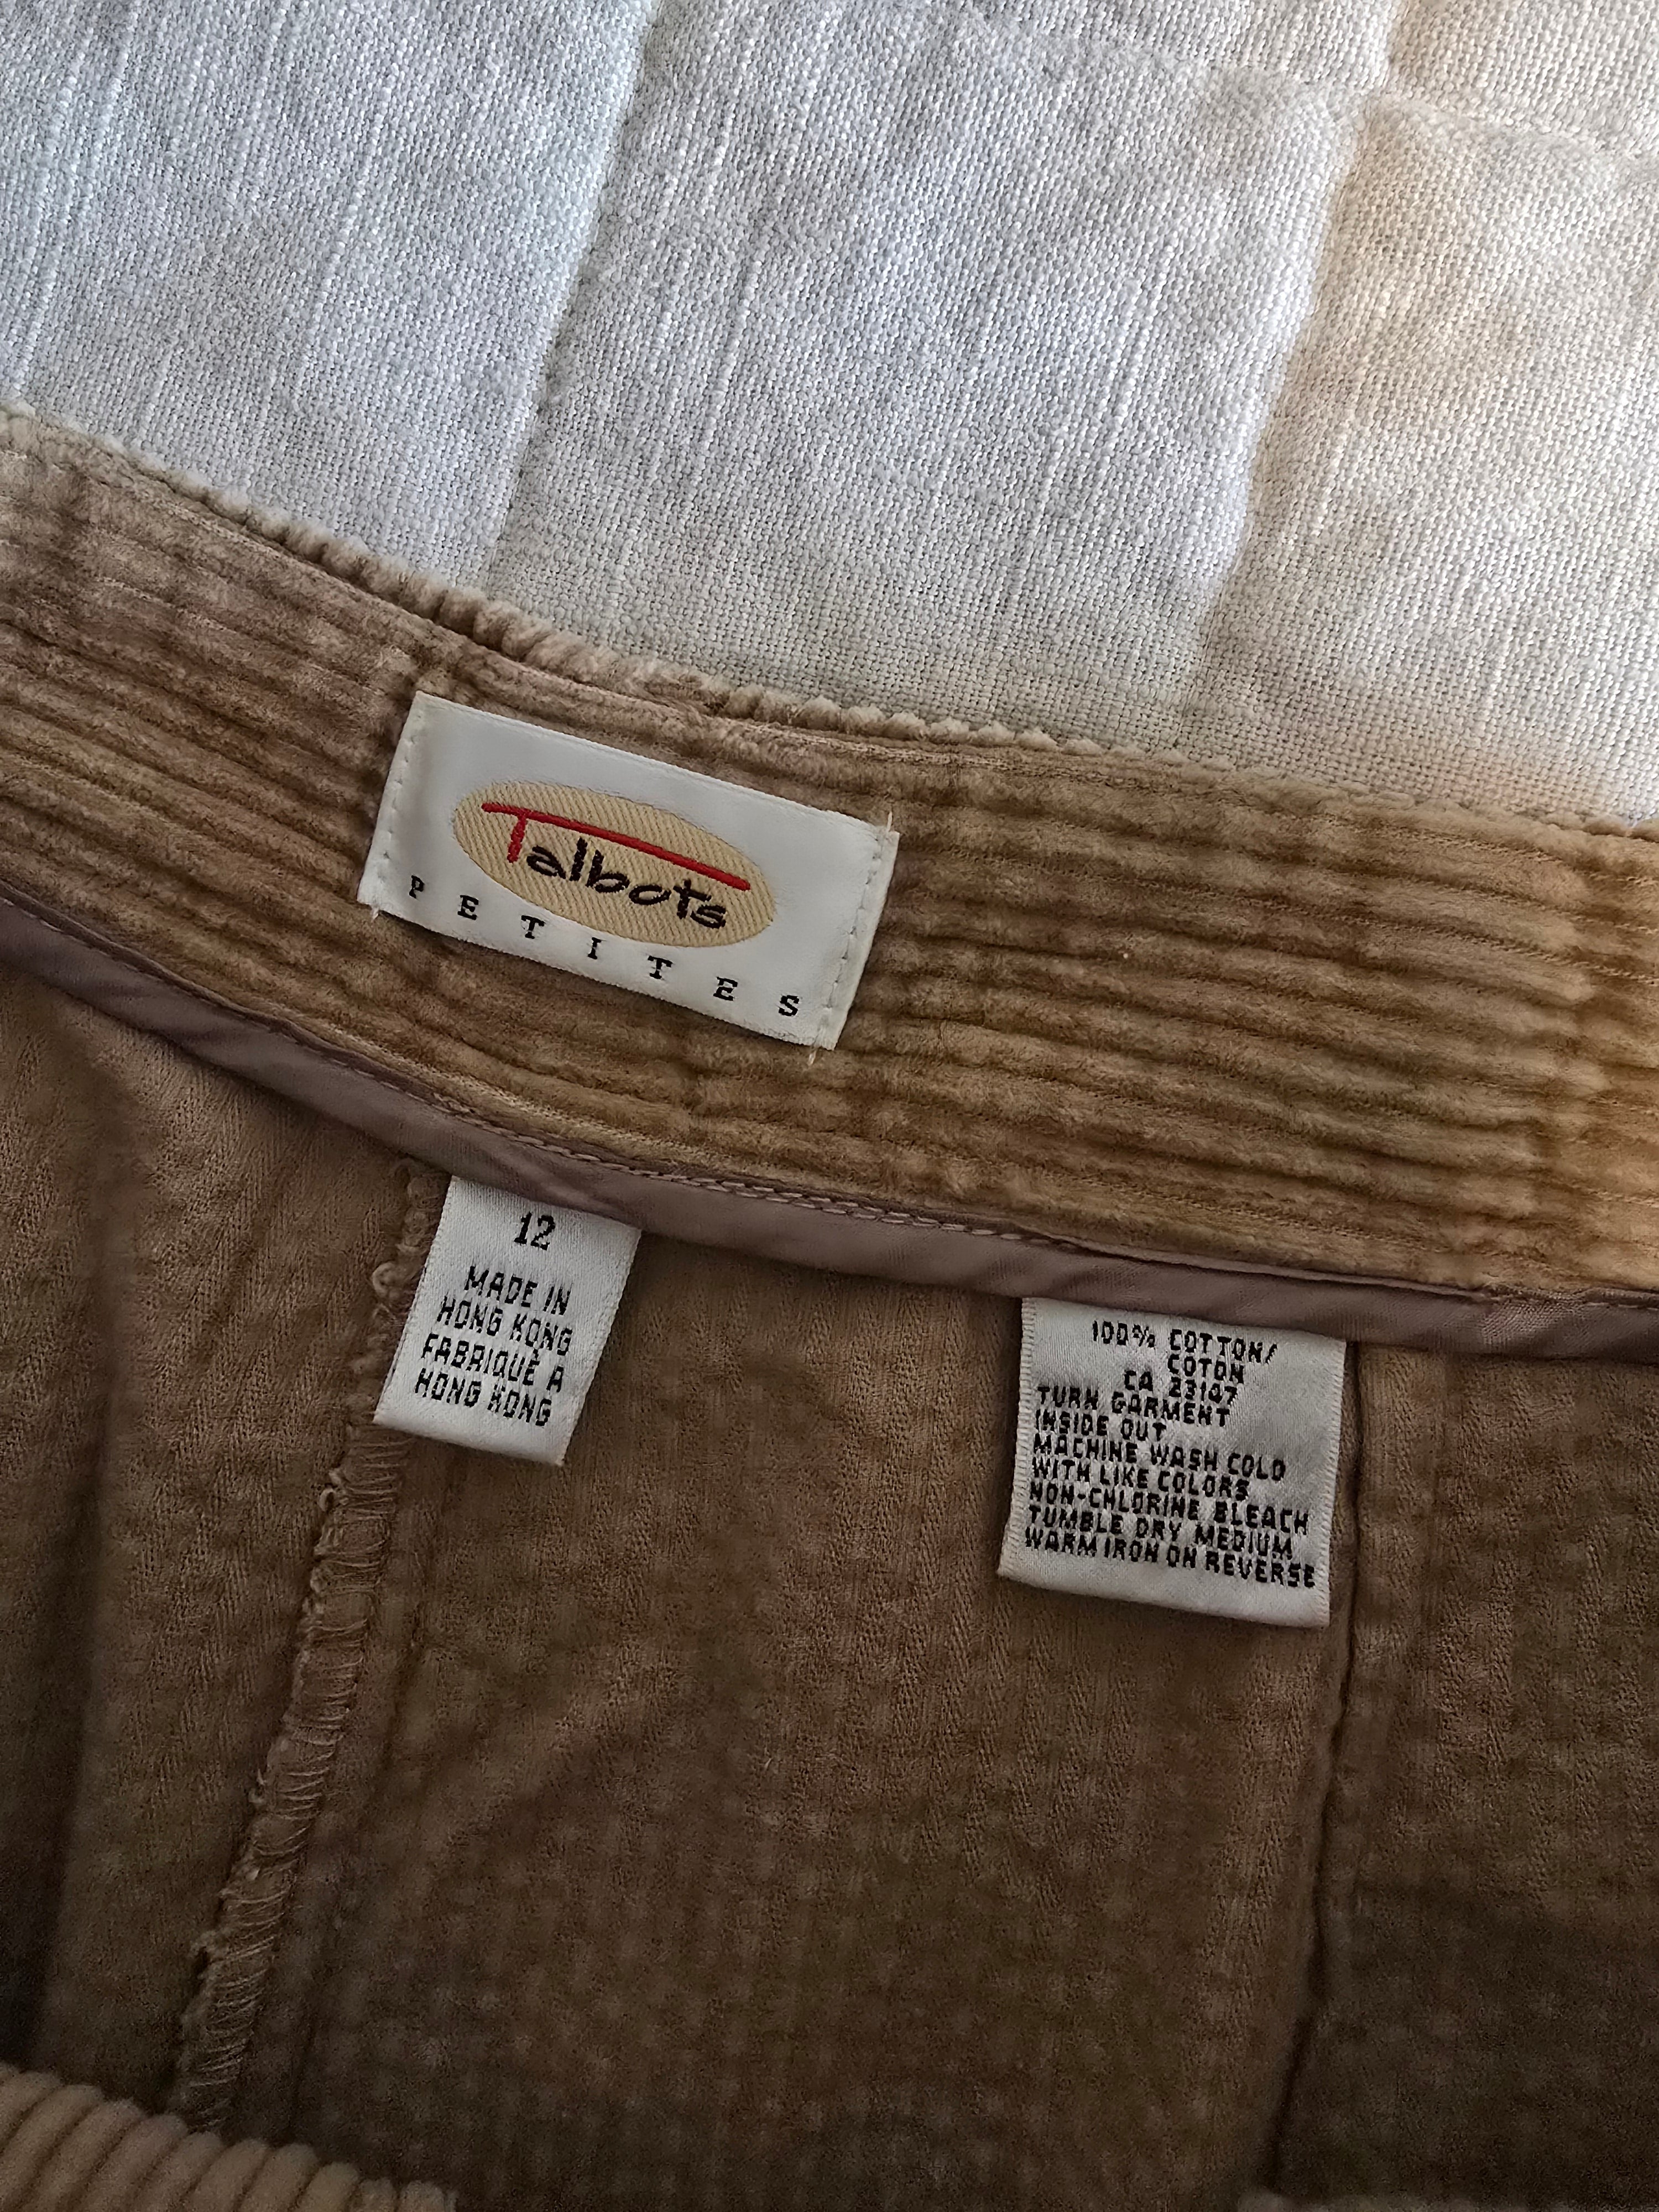 Talbots
PETITES
12
MADE IN
HONG KONG
FABRIQUÈ A
HONG KONG
100% COTTON/
COTON
CA 23147
TURN GARMENT
INSIDE OUT
MACHINE WASH COLD
WITH LIKE COLORS
NON-CHLORINE BLEACH
TUMBLE DRY MEDIUM
WARM IRON ON REVERSE